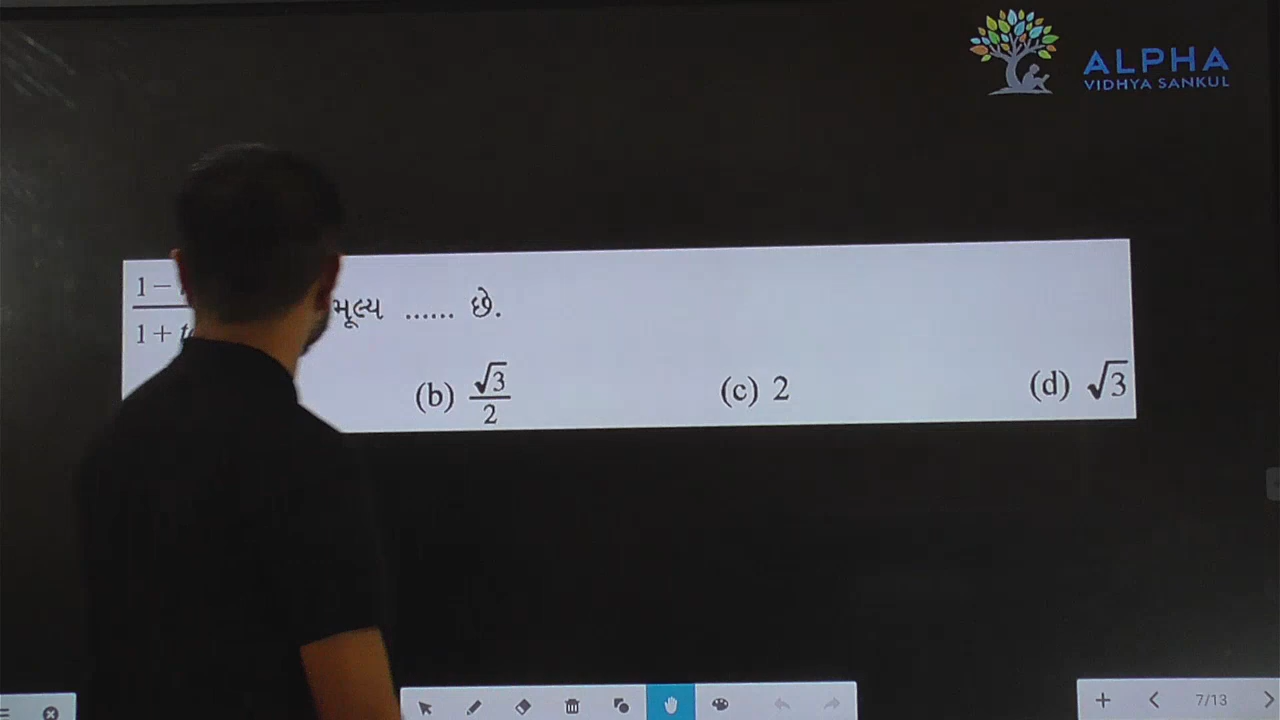 ALPHA
VIDHYA SANKUL
1 −
મૂલ્ય ...... છે.
1 +
(b) √3/2 (c) 2 (d) √3
7/13